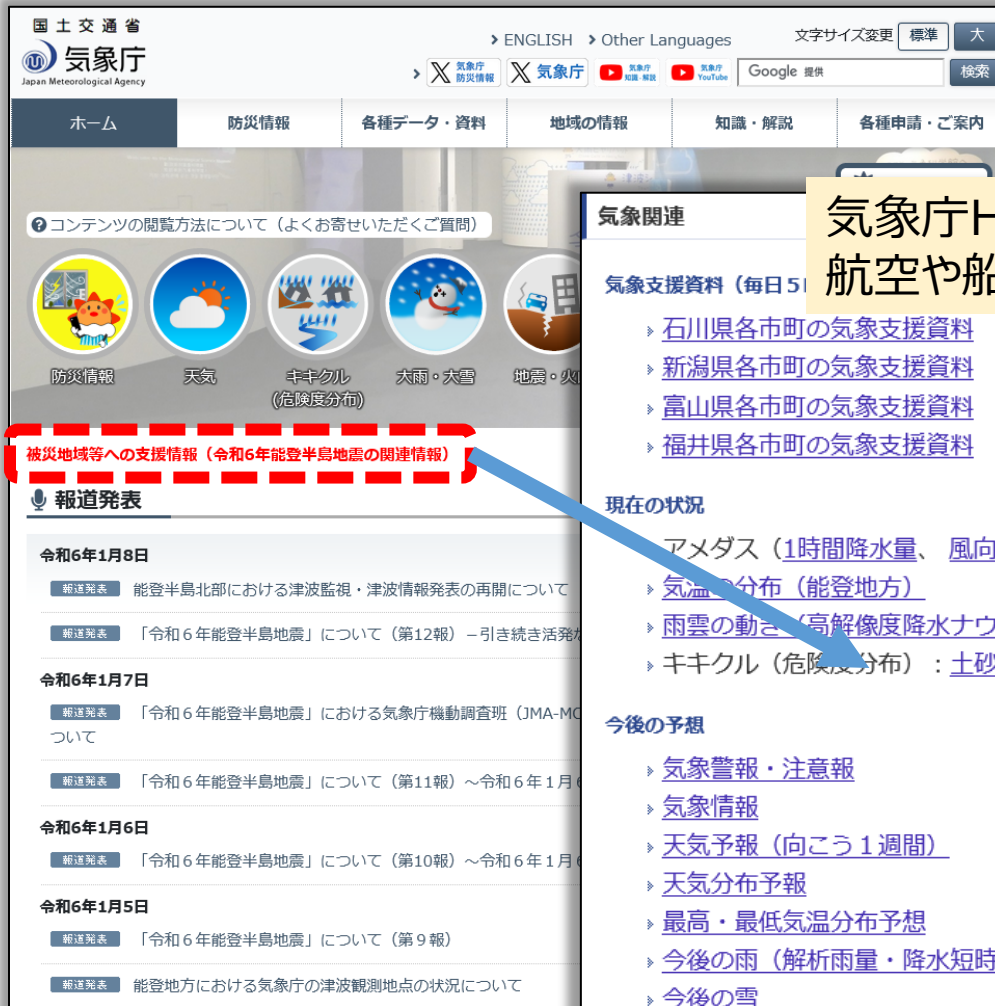 国土交通省
気象庁
Japan Meteorological Agency
ENGLISH Other Languages
文字サイズ変更 標準 大
気象庁 防災情報
気象庁
気象庁 知識・解説
気象庁 YouTube
Google 提供
検索
ホーム 防災情報 各種データ・資料 地域の情報 知識・解説 各種申請・ご案内
コンテンツの閲覧方法について（よくお寄せいただくご質問）
防災情報
天気
キキクル
(危険度分布)
大雨・大雪
地震・火
被災地域等への支援情報（令和6年能登半島地震の関連情報）
報道発表
令和6年1月8日
報道発表 能登半島北部における津波監視・津波情報発表の再開について
報道発表 「令和６年能登半島地震」について（第12報）－引き続き活発
令和6年1月7日
報道発表 「令和６年能登半島地震」における気象庁機動調査班（JMA-MO
ついて
報道発表 「令和６年能登半島地震」について（第11報）～令和６年１月
令和6年1月6日
報道発表 「令和６年能登半島地震」について（第10報）～令和６年１月
令和6年1月5日
報道発表 「令和６年能登半島地震」について（第９報）
報道発表 能登地方における気象庁の津波観測地点の状況について
気象関連
気象庁H
航空や船
気象支援資料（毎日５
石川県各市町の気象支援資料
新潟県各市町の気象支援資料
富山県各市町の気象支援資料
福井県各市町の気象支援資料
現在の状況
アメダス（1時間降水量、 風向
気温の分布（能登地方）
雨雲の動き（高解像度降水ナウ
キキクル（危険度分布）：土砂
今後の予想
気象警報・注意報
気象情報
天気予報（向こう１週間）
天気分布予報
最高・最低気温分布予想
今後の雨（解析雨量・降水短時
今後の雪